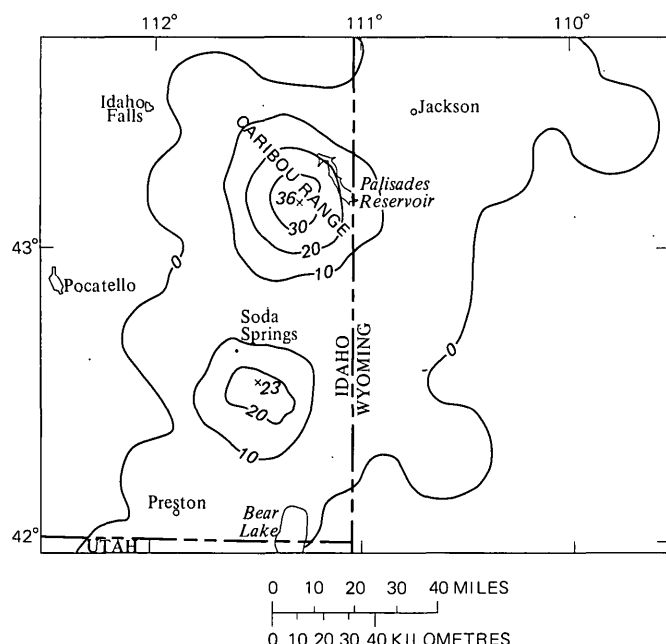 112° 111° 110°
Idaho
Falls
Jackson
CARIBOU RANGE
36×
30
20
10
Palisades
Reservoir
43°
0
Pocatello
Soda
Springs
×23
20
10
IDAHO
WYOMING
0
Preston
Bear
Lake
42°
UTAH
0 10 20 30 40 MILES
0 10 20 30 40 KILOMETRES